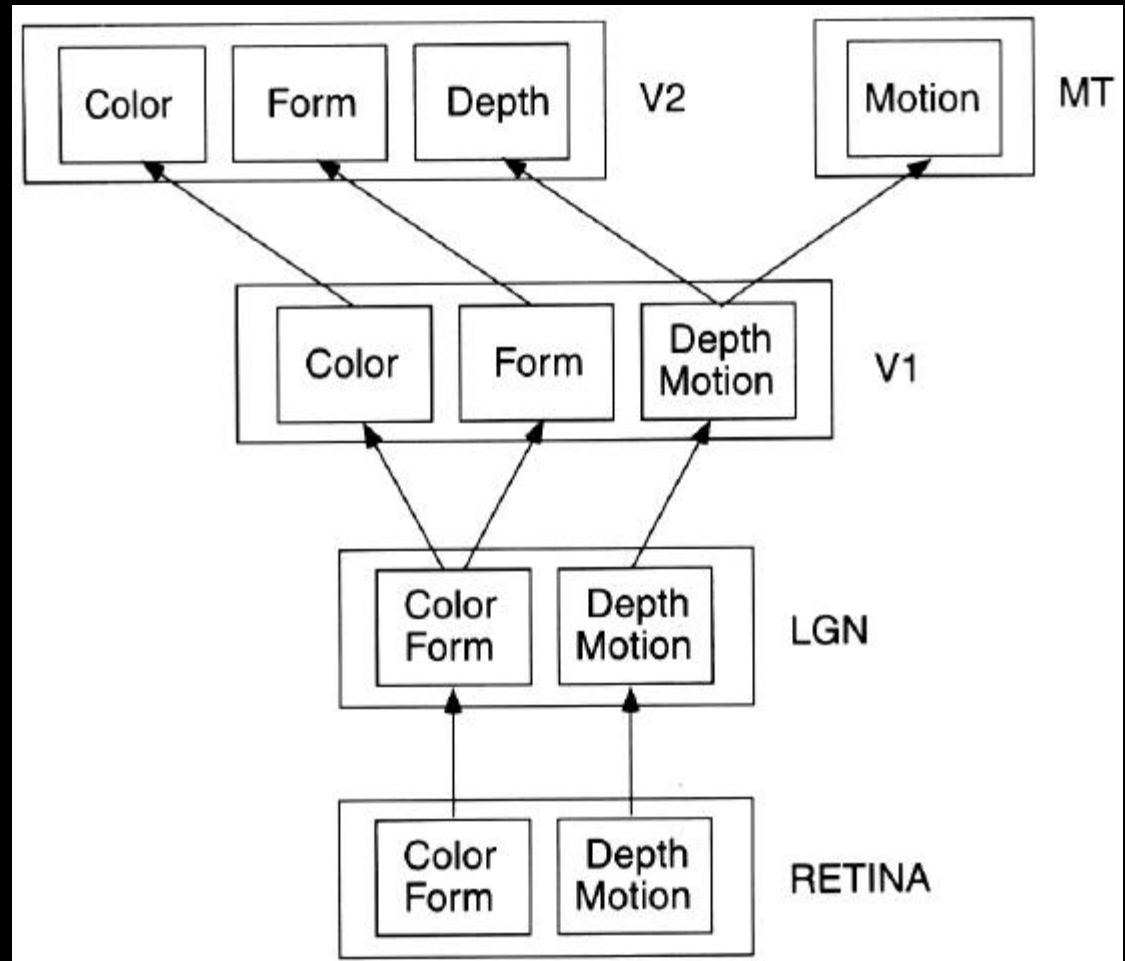 Color
Form
Depth
V2
Motion
MT
Color
Form
Depth
Motion
V1
Color
Form
Depth
Motion
LGN
Color
Form
Depth
Motion
RETINA